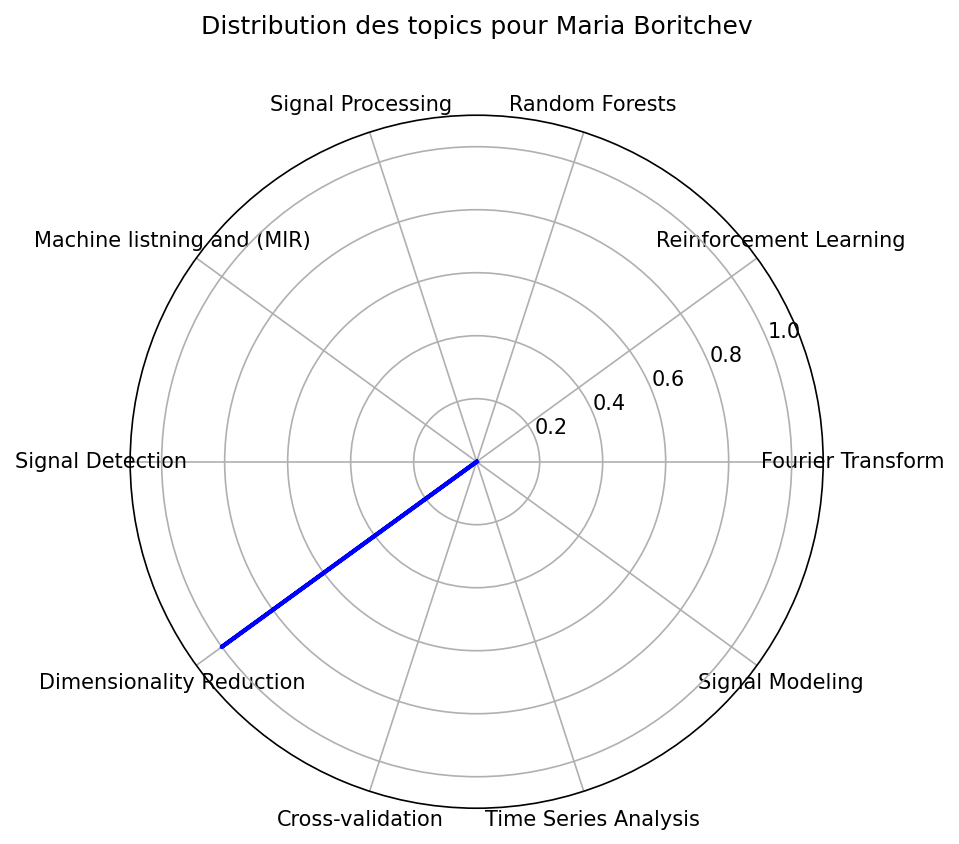 Distribution des topics pour Maria Boritchev
Signal Processing
Random Forests
Machine listning and (MIR)
Reinforcement Learning
1.0
0.8
0.6
0.4
0.2
Signal Detection
Fourier Transform
Dimensionality Reduction
Signal Modeling
Cross-validation
Time Series Analysis